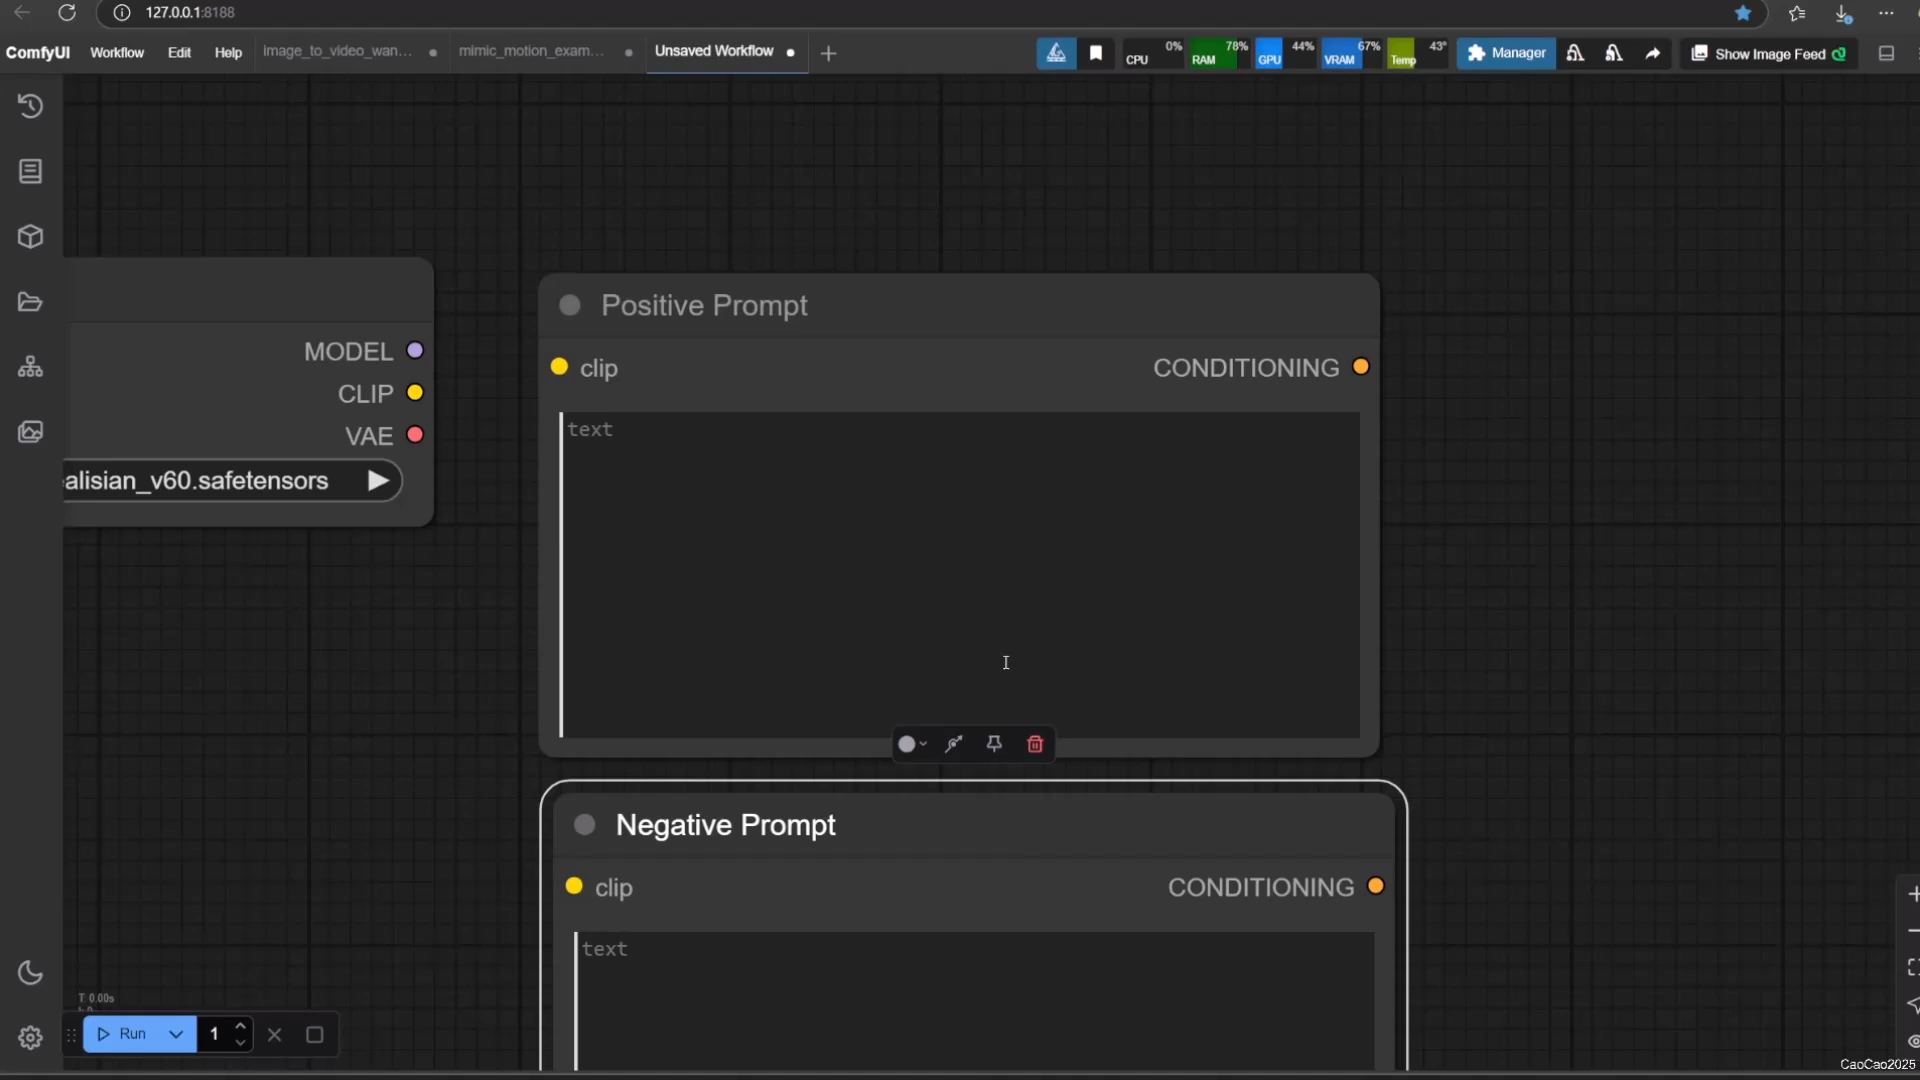 127.0.0.1:8188
ComfyUI Workflow Edit Help image_to_video_wan... mimic_motion_exam... Unsaved Workflow
CPU 0% RAM 78% GPU 44% VRAM 67% Temp 43° Manager Show Image Feed
Positive Prompt
MODEL
clip CONDITIONING
CLIP
VAE
text
alisian_v60.safetensors
Negative Prompt
clip CONDITIONING
text
T: 0.00s
Run 1
CaoCao2025